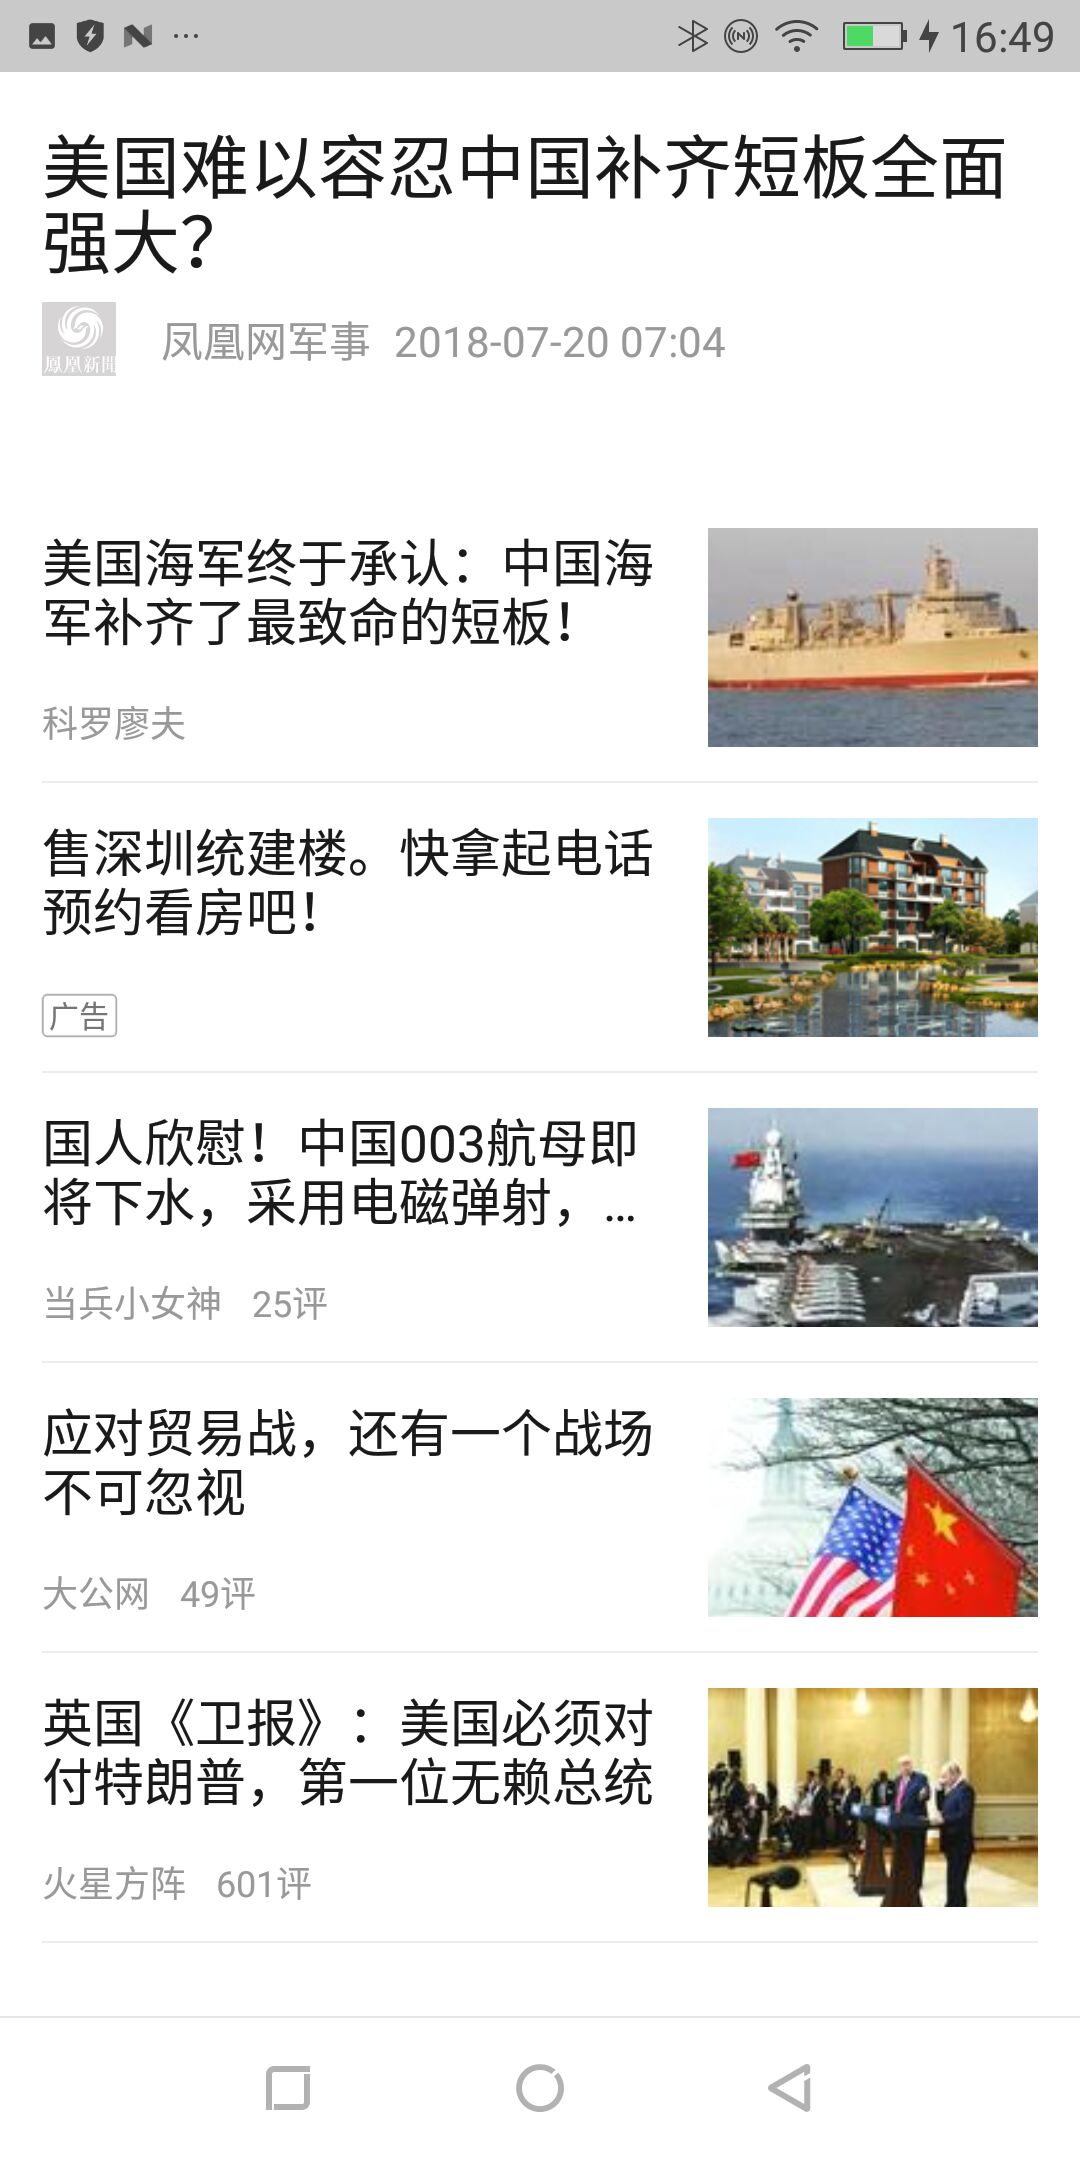 16:49
美国难以容忍中国补齐短板全面
强大?
鳳凰新聞
凤凰网军事 2018-07-20 07:04
美国海军终于承认：中国海
军补齐了最致命的短板！
科罗廖夫
售深圳统建楼。快拿起电话
预约看房吧！
广告
国人欣慰！中国003航母即
将下水，采用电磁弹射，...
当兵小女神 25评
应对贸易战，还有一个战场
不可忽视
大公网 49评
英国《卫报》：美国必须对
付特朗普，第一位无赖总统
火星方阵 601评